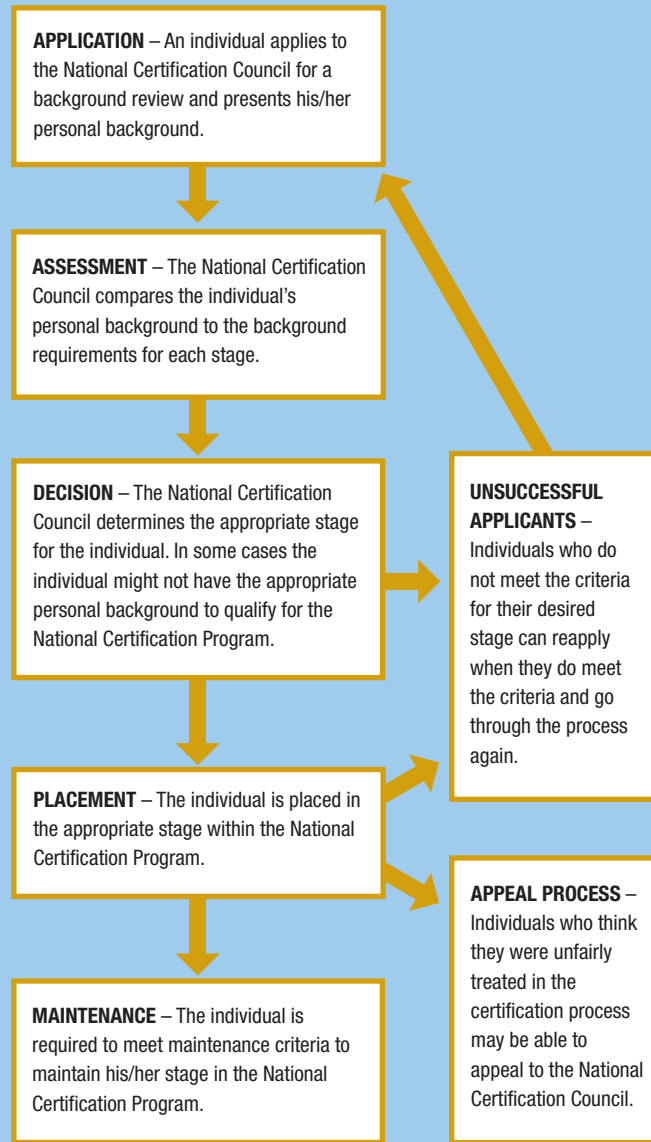 APPLICATION – An individual applies to
the National Certification Council for a
background review and presents his/her
personal background.
ASSESSMENT – The National Certification
Council compares the individual’s
personal background to the background
requirements for each stage.
DECISION – The National Certification
Council determines the appropriate stage
for the individual. In some cases the
individual might not have the appropriate
personal background to qualify for the
National Certification Program.
UNSUCCESSFUL
APPLICANTS –
Individuals who do
not meet the criteria
for their desired
stage can reapply
when they do meet
the criteria and go
through the process
again.
PLACEMENT – The individual is placed in
the appropriate stage within the National
Certification Program.
APPEAL PROCESS –
Individuals who think
they were unfairly
treated in the
certification process
may be able to
appeal to the National
Certification Council.
MAINTENANCE – The individual is
required to meet maintenance criteria to
maintain his/her stage in the National
Certification Program.